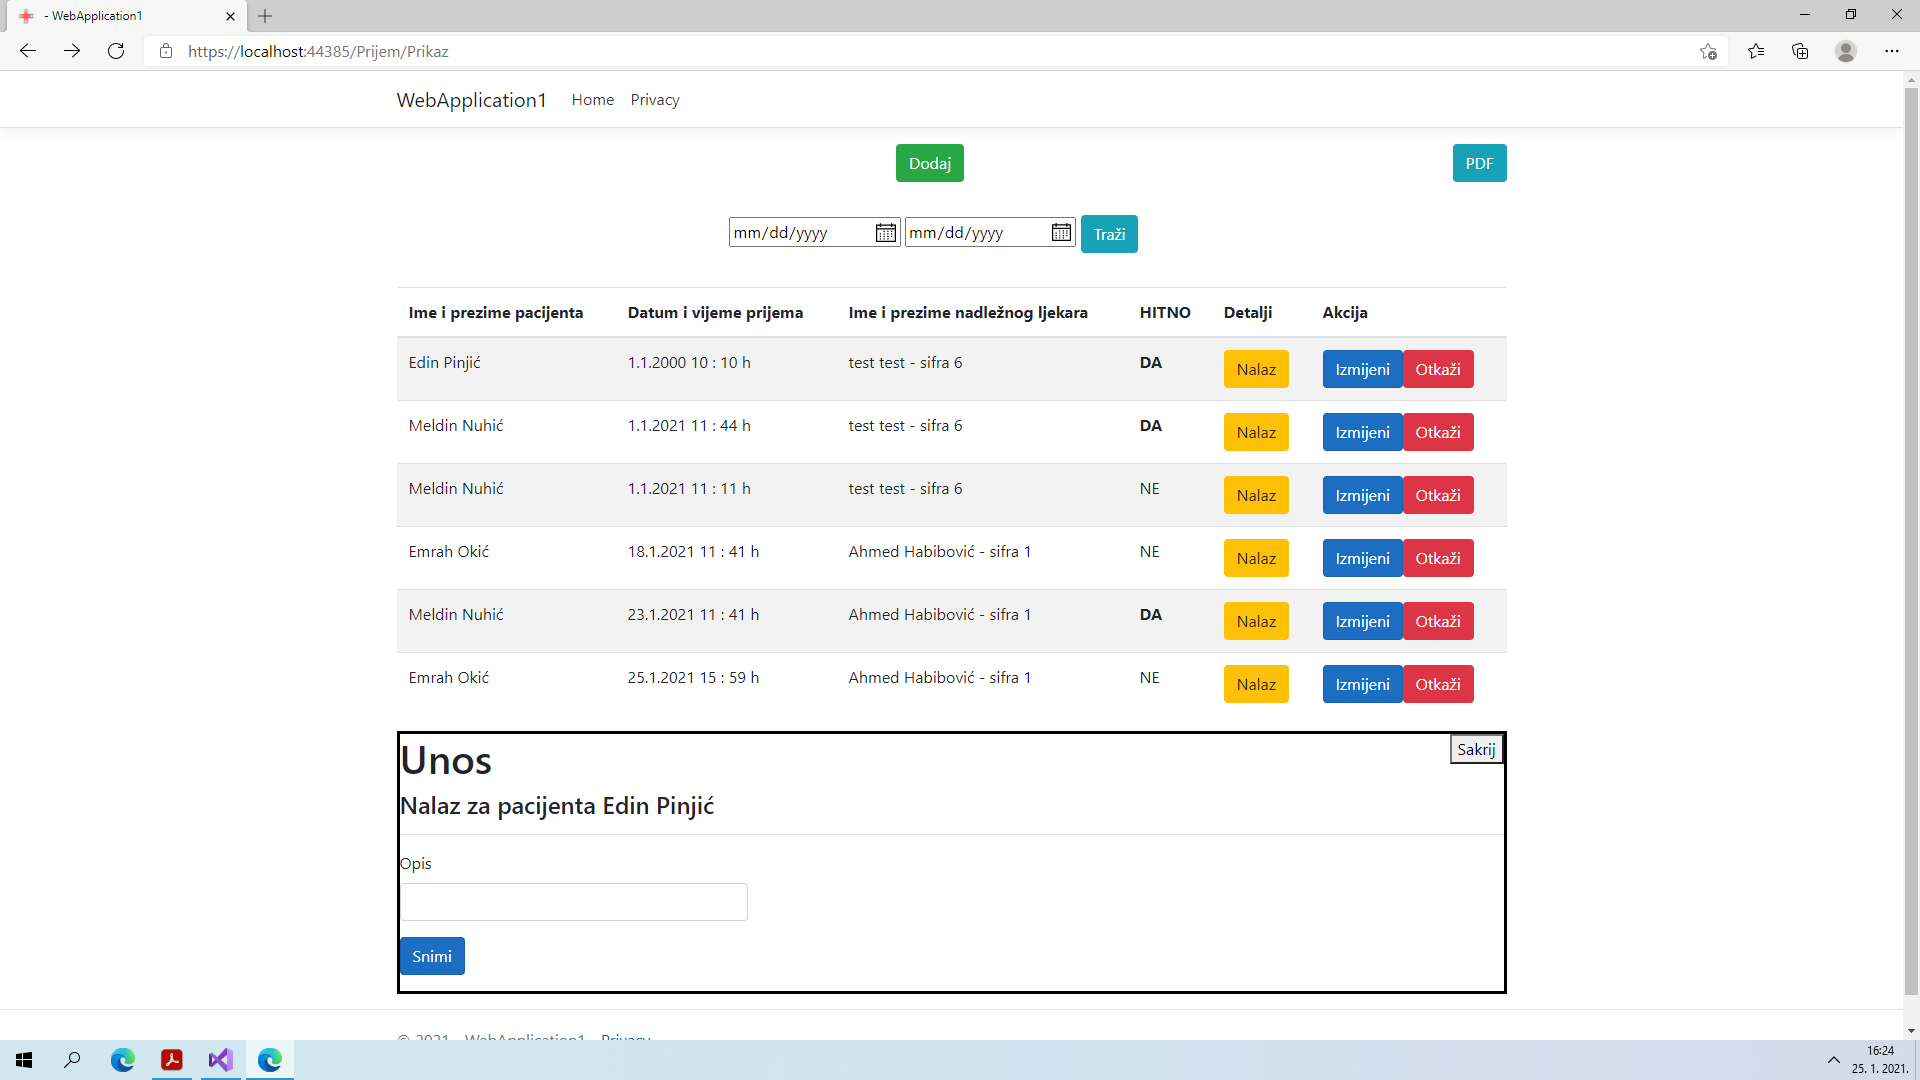 - WebApplication1
https://localhost:44385/Prijem/Prikaz
WebApplication1 Home Privacy
Dodaj PDF
mm/dd/yyyy mm/dd/yyyy Traži
Ime i prezime pacijenta Datum i vijeme prijema Ime i prezime nadležnog ljekara HITNO Detalji Akcija
Edin Pinjić 1.1.2000 10 : 10 h test test - sifra 6 DA Nalaz Izmijeni Otkaži
Meldin Nuhić 1.1.2021 11 : 44 h test test - sifra 6 DA Nalaz Izmijeni Otkaži
Meldin Nuhić 1.1.2021 11 : 11 h test test - sifra 6 NE Nalaz Izmijeni Otkaži
Emrah Okić 18.1.2021 11 : 41 h Ahmed Habibović - sifra 1 NE Nalaz Izmijeni Otkaži
Meldin Nuhić 23.1.2021 11 : 41 h Ahmed Habibović - sifra 1 DA Nalaz Izmijeni Otkaži
Emrah Okić 25.1.2021 15 : 59 h Ahmed Habibović - sifra 1 NE Nalaz Izmijeni Otkaži
Unos Sakrij
Nalaz za pacijenta Edin Pinjić
Opis
Snimi
© 2021 - WebApplication1 - Privacy
16:24
25. 1. 2021.